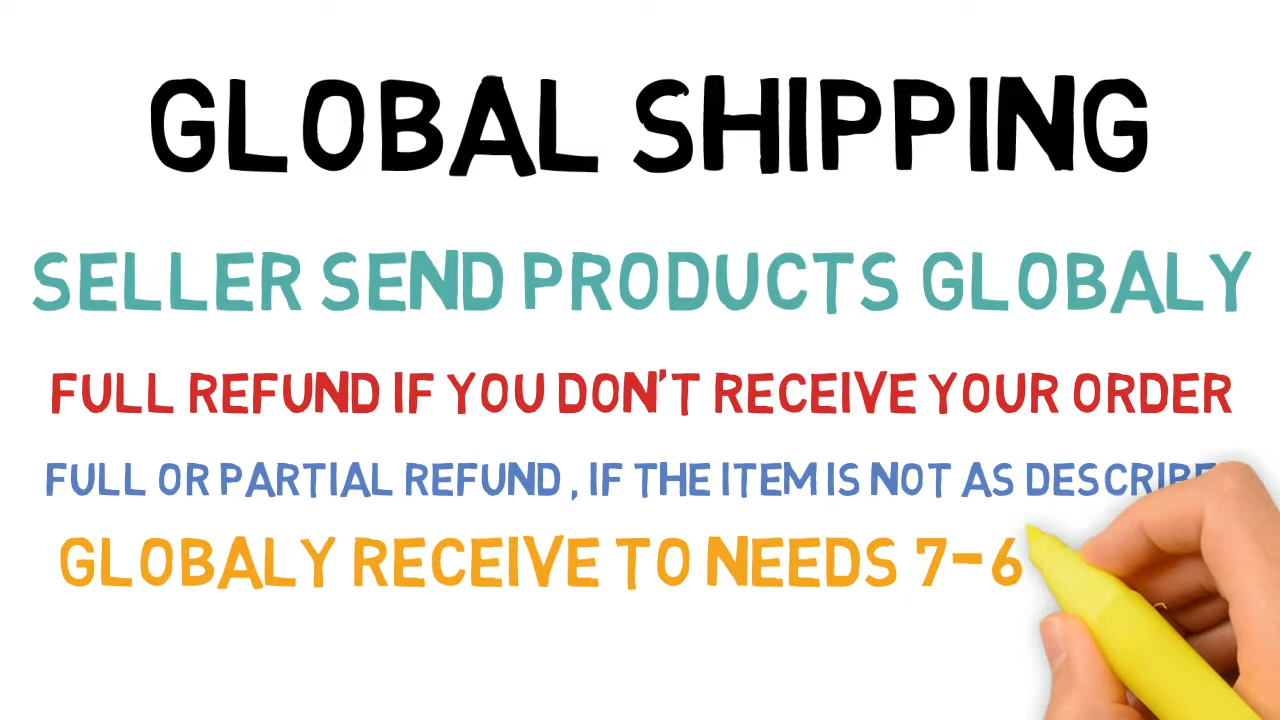 GLOBAL SHIPPING
SELLER SEND PRODUCTS GLOBALY
FULL REFUND IF YOU DON'T RECEIVE YOUR ORDER
FULL OR PARTIAL REFUND , IF THE ITEM IS NOT AS DESCRIBE
GLOBALY RECEIVE TO NEEDS 7-6